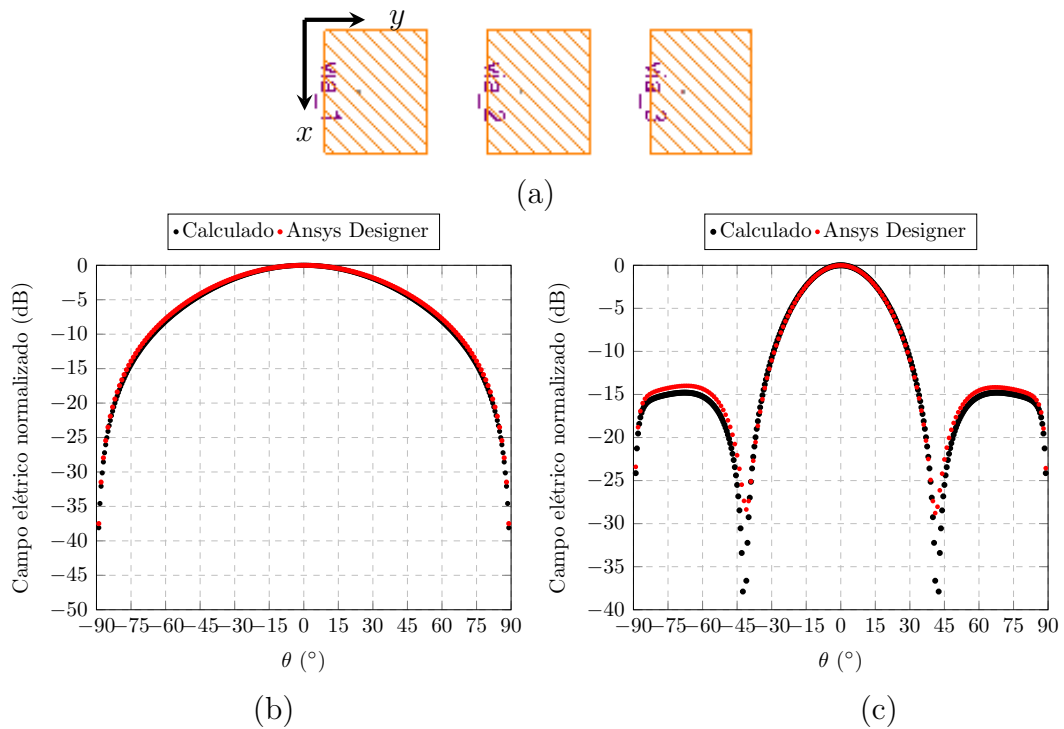 y
x
via_1
via_2
via_3
(a)
Calculado Ansys Designer
Calculado Ansys Designer
Campo elétrico normalizado (dB)
0
−5
−10
−15
−20
−25
−30
−35
−40
−45
−50
−90 −75 −60 −45 −30 −15 0 15 30 45 60 75 90
θ (°)
(b)
Campo elétrico normalizado (dB)
0
−5
−10
−15
−20
−25
−30
−35
−40
−90 −75 −60 −45 −30 −15 0 15 30 45 60 75 90
θ (°)
(c)